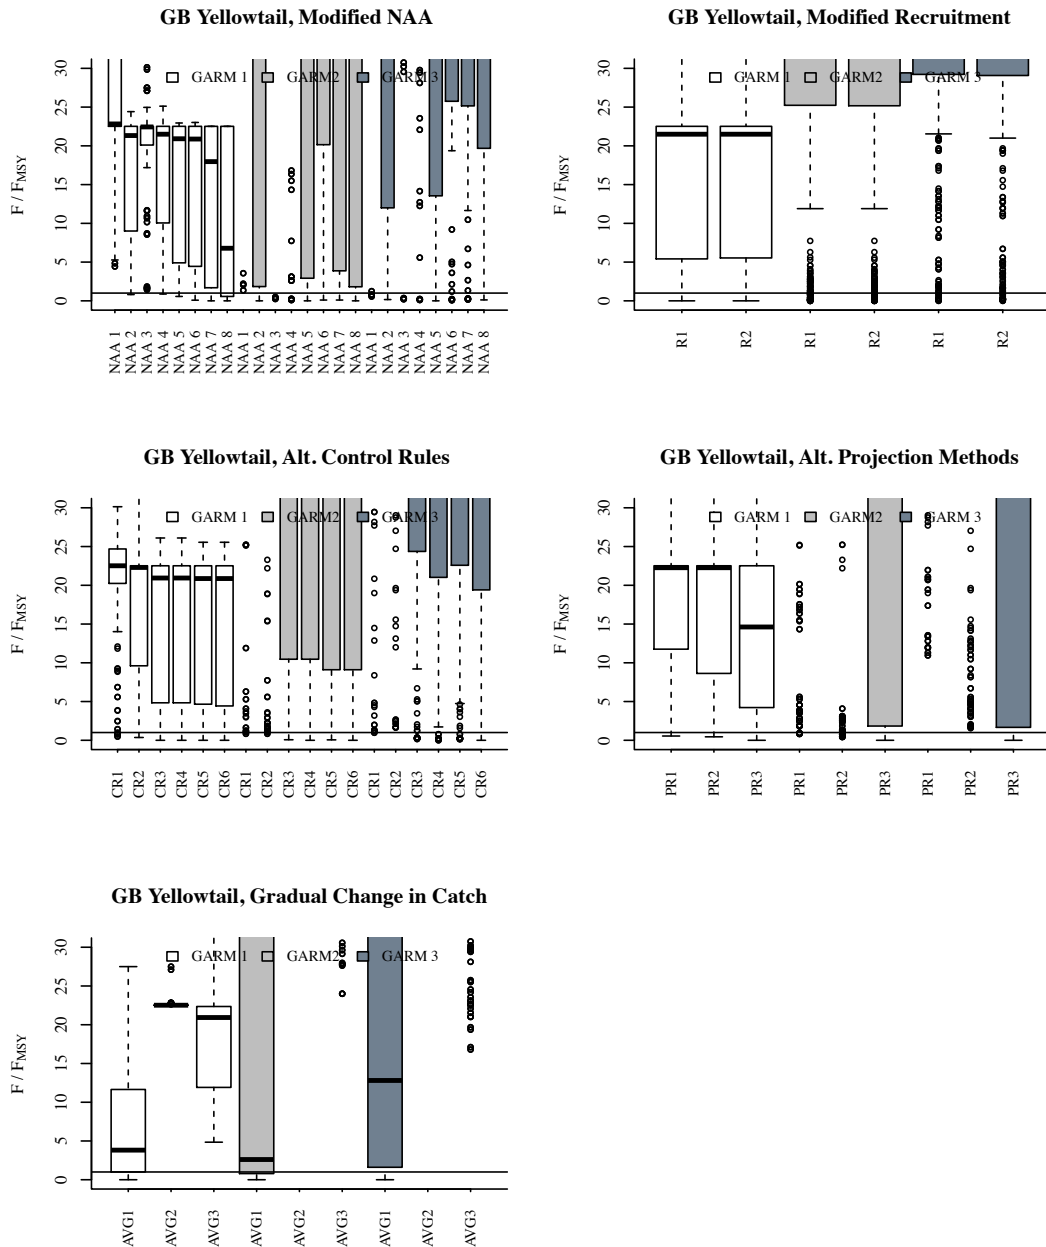 GB Yellowtail, Modified NAA
F / FMSY
30
25
20
15
10
5
0
GARM 1
GARM2
GARM 3
NAA 1
NAA 2
NAA 3
NAA 4
NAA 5
NAA 6
NAA 7
NAA 8
NAA 1
NAA 2
NAA 3
NAA 4
NAA 5
NAA 6
NAA 7
NAA 8
NAA 1
NAA 2
NAA 3
NAA 4
NAA 5
NAA 6
NAA 7
NAA 8
GB Yellowtail, Modified Recruitment
F / FMSY
30
25
20
15
10
5
0
GARM 1
GARM2
GARM 3
R1
R2
R1
R2
R1
R2
GB Yellowtail, Alt. Control Rules
F / FMSY
30
25
20
15
10
5
0
GARM 1
GARM2
GARM 3
CR1
CR2
CR3
CR4
CR5
CR6
CR1
CR2
CR3
CR4
CR5
CR6
CR1
CR2
CR3
CR4
CR5
CR6
GB Yellowtail, Alt. Projection Methods
F / FMSY
30
25
20
15
10
5
0
GARM 1
GARM2
GARM 3
PR1
PR2
PR3
PR1
PR2
PR3
PR1
PR2
PR3
GB Yellowtail, Gradual Change in Catch
F / FMSY
30
25
20
15
10
5
0
GARM 1
GARM2
GARM 3
AVG1
AVG2
AVG3
AVG1
AVG2
AVG3
AVG1
AVG2
AVG3